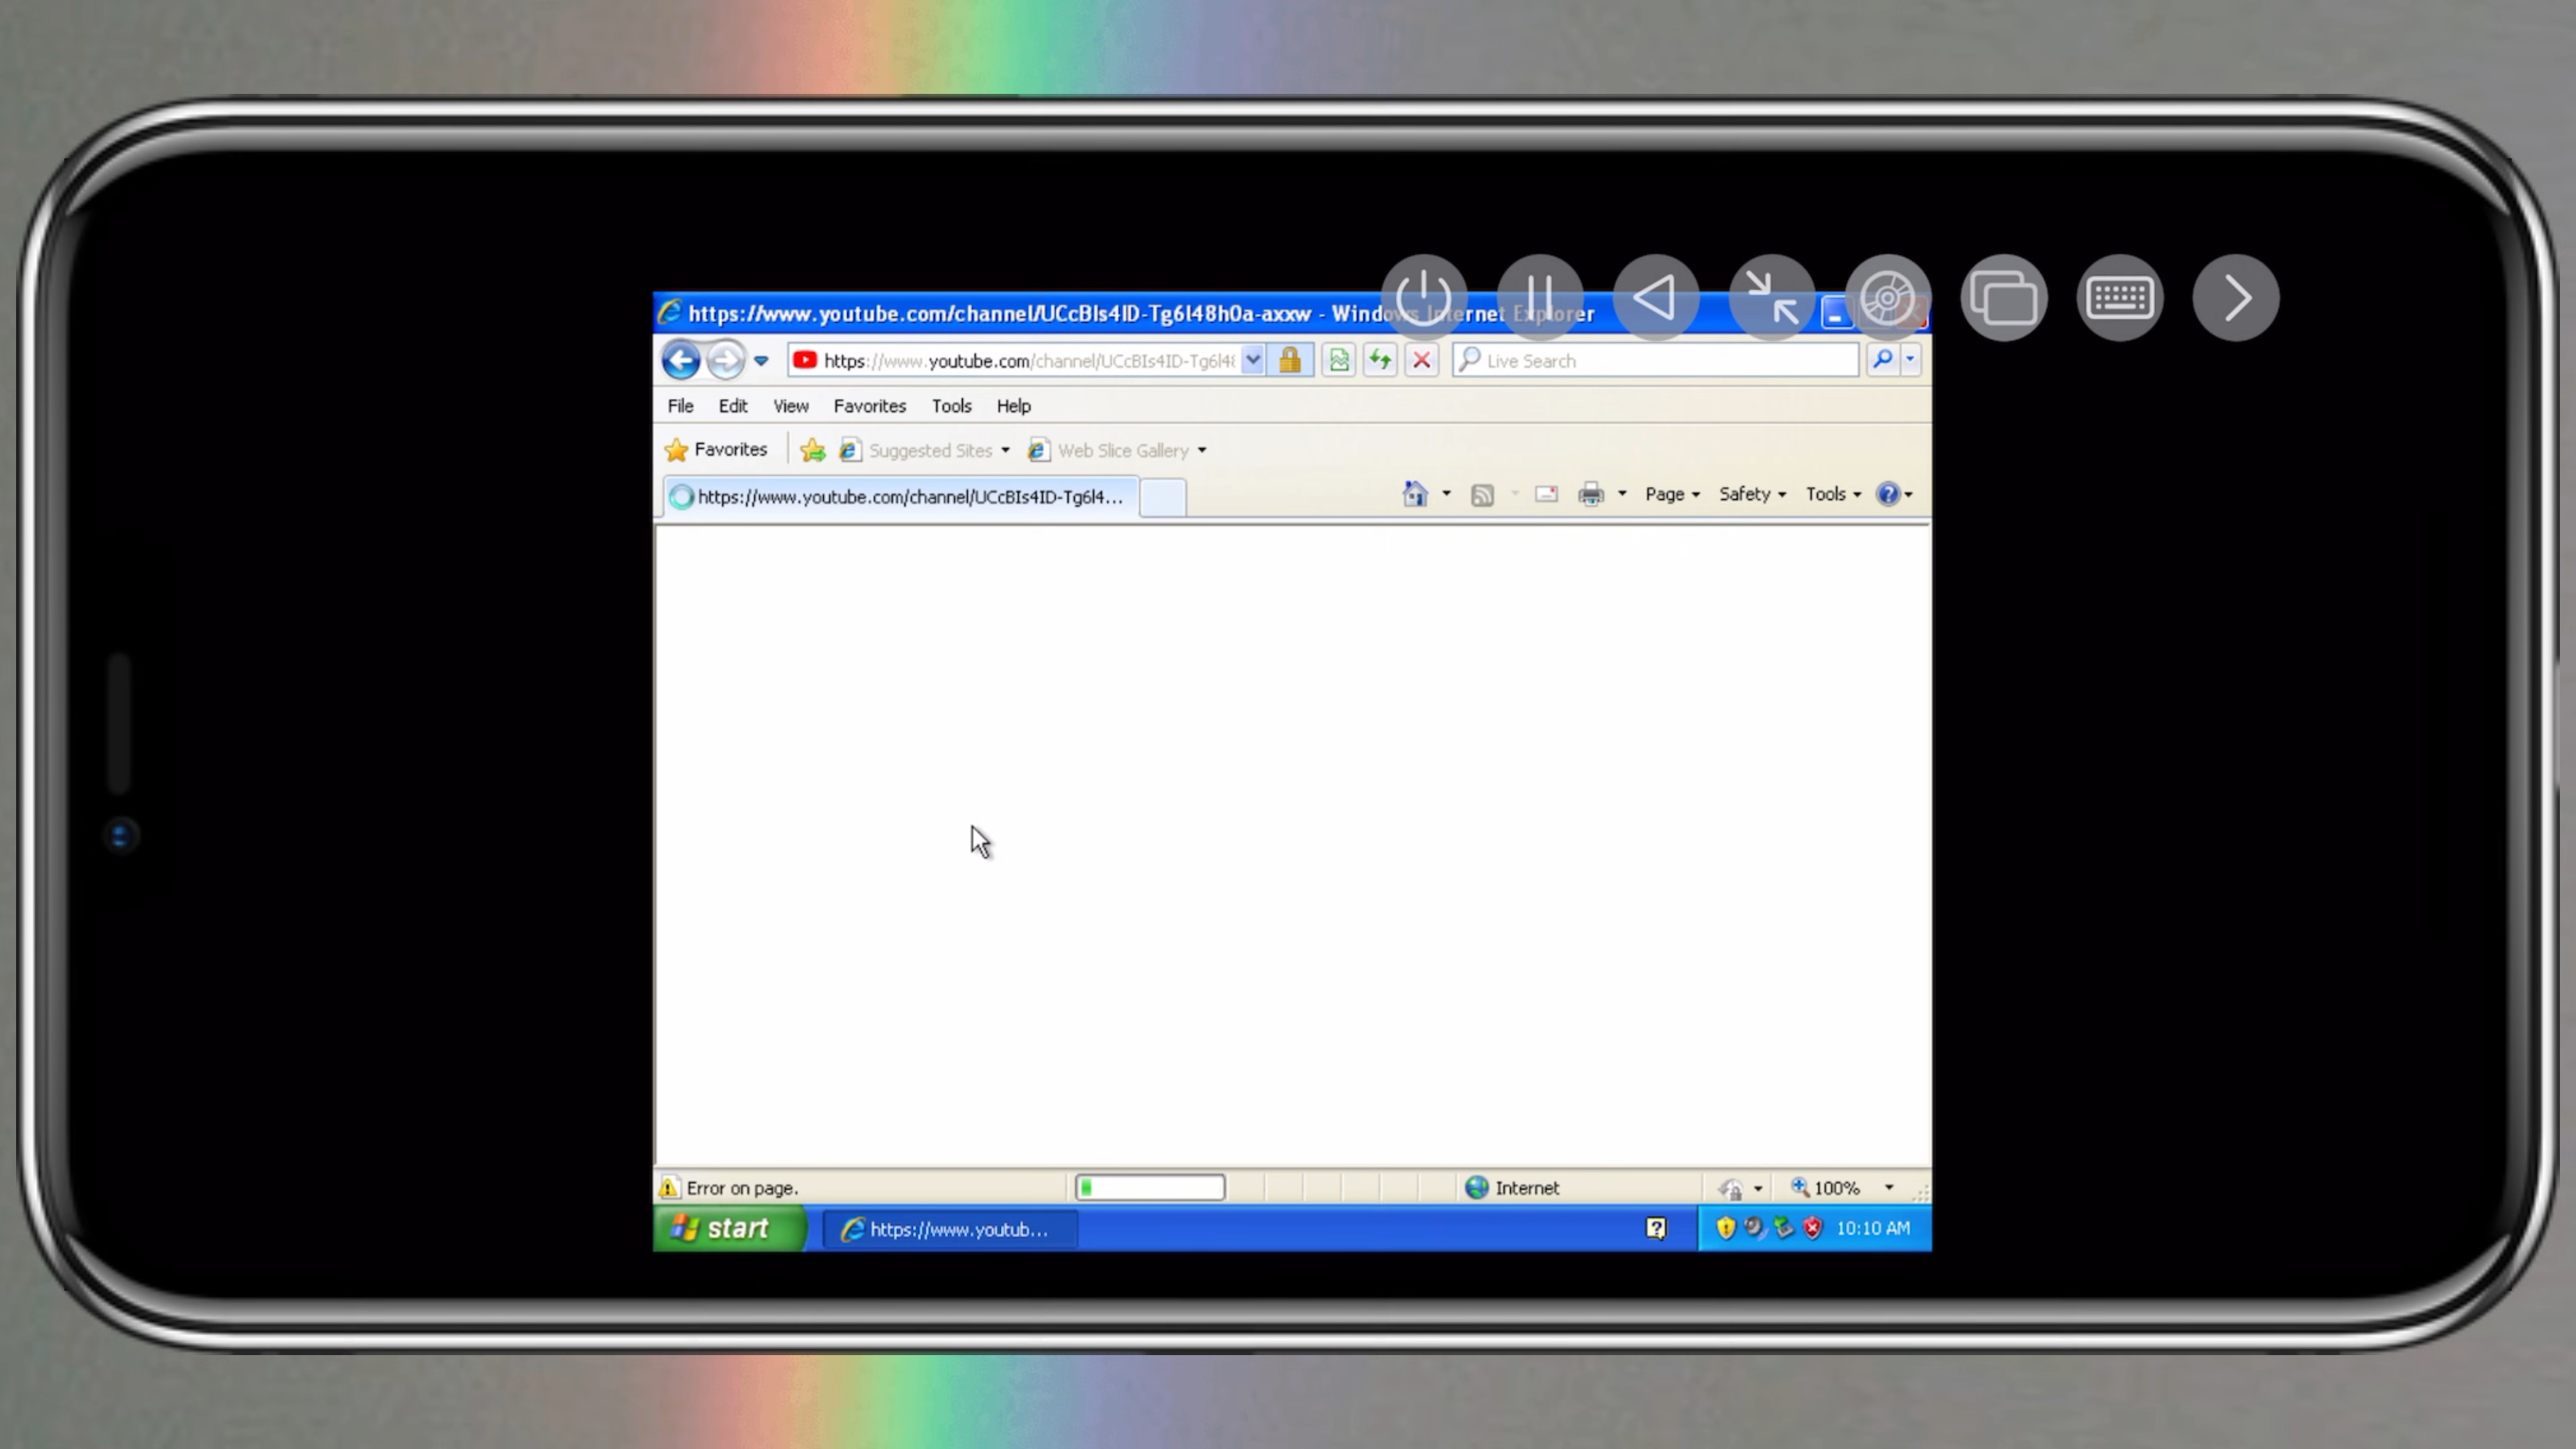 https://www.youtube.com/channel/UCcBIs4ID-Tg6l48h0a-axxw - Windows Internet Explorer
https://www.youtube.com/channel/UCcBIs4ID-Tg6l48
Live Search
File Edit View Favorites Tools Help
Favorites Suggested Sites Web Slice Gallery
https://www.youtube.com/channel/UCcBIs4ID-Tg6l4... Page Safety Tools
Error on page. Internet 100%
start https://www.youtub... 10:10 AM